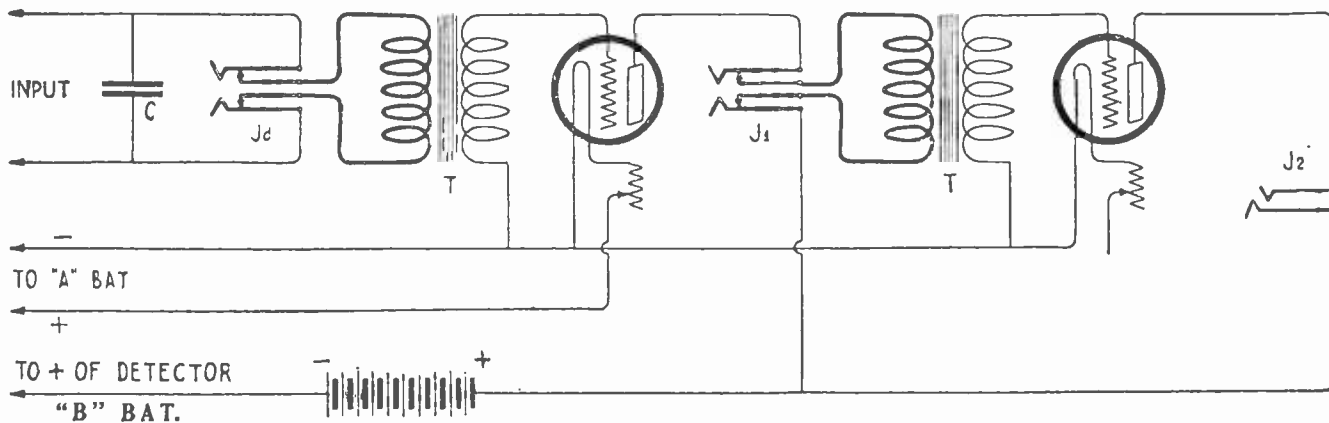 INPUT
C
Jd
T
J1
T
J2
−
TO "A" BAT
+
− +
TO + OF DETECTOR
"B" BAT.